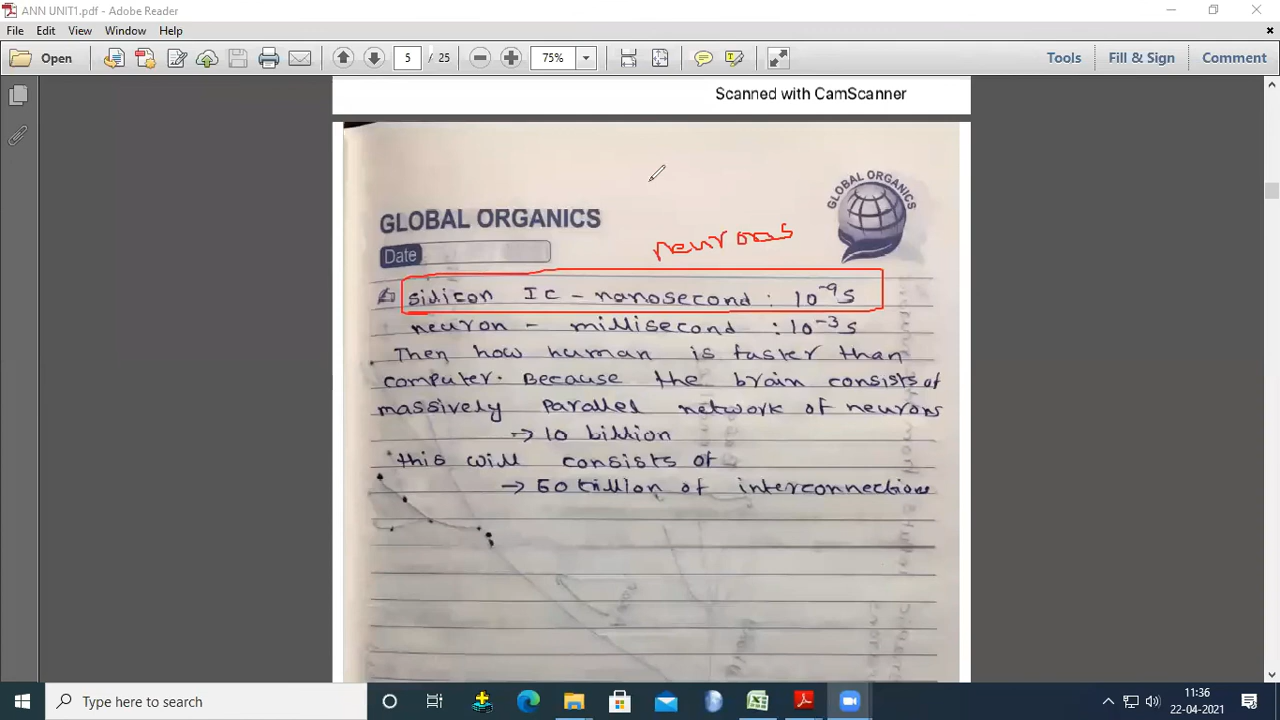 ANN UNIT1.pdf - Adobe Reader
File Edit View Window Help
Open 5 / 25 75% Tools Fill & Sign Comment
Scanned with CamScanner
GLOBAL ORGANICS
GLOBAL ORGANICS
Date
neurons
silicon IC - nanosecond : 10⁻⁹s
neuron - millisecond : 10⁻³s
Then how human is faster than
computer. Because the brain consists of
massively parallel network of neurons
→ 10 billion
this will consists of
→ 60 trillion of interconnections
Type here to search
11:36
22-04-2021